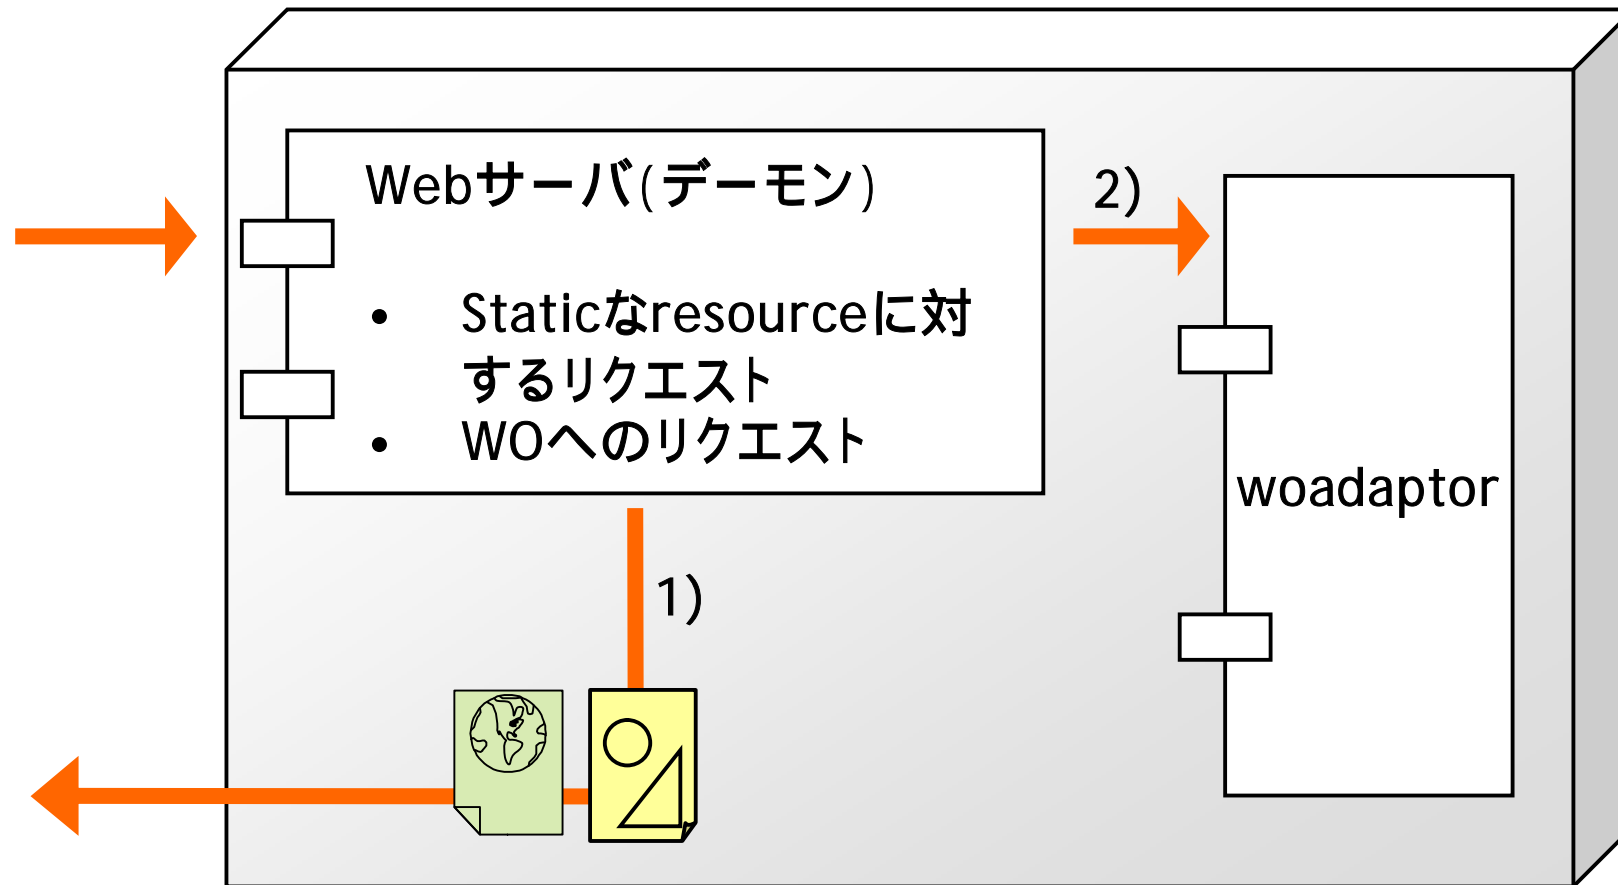 Webサーバ(デーモン)
2)
• Staticなresourceに対
するリクエスト
• WOへのリクエスト
woadaptor
1)